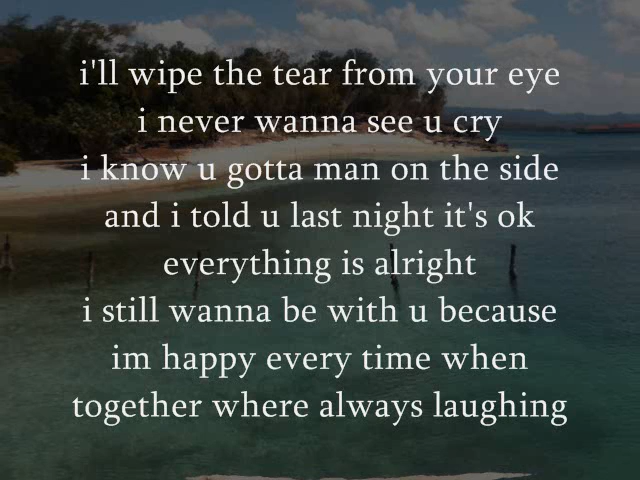 i'll wipe the tear from your eye
i never wanna see u cry
i know u gotta man on the side
and i told u last night it's ok
everything is alright
i still wanna be with u because
im happy every time when
together where always laughing